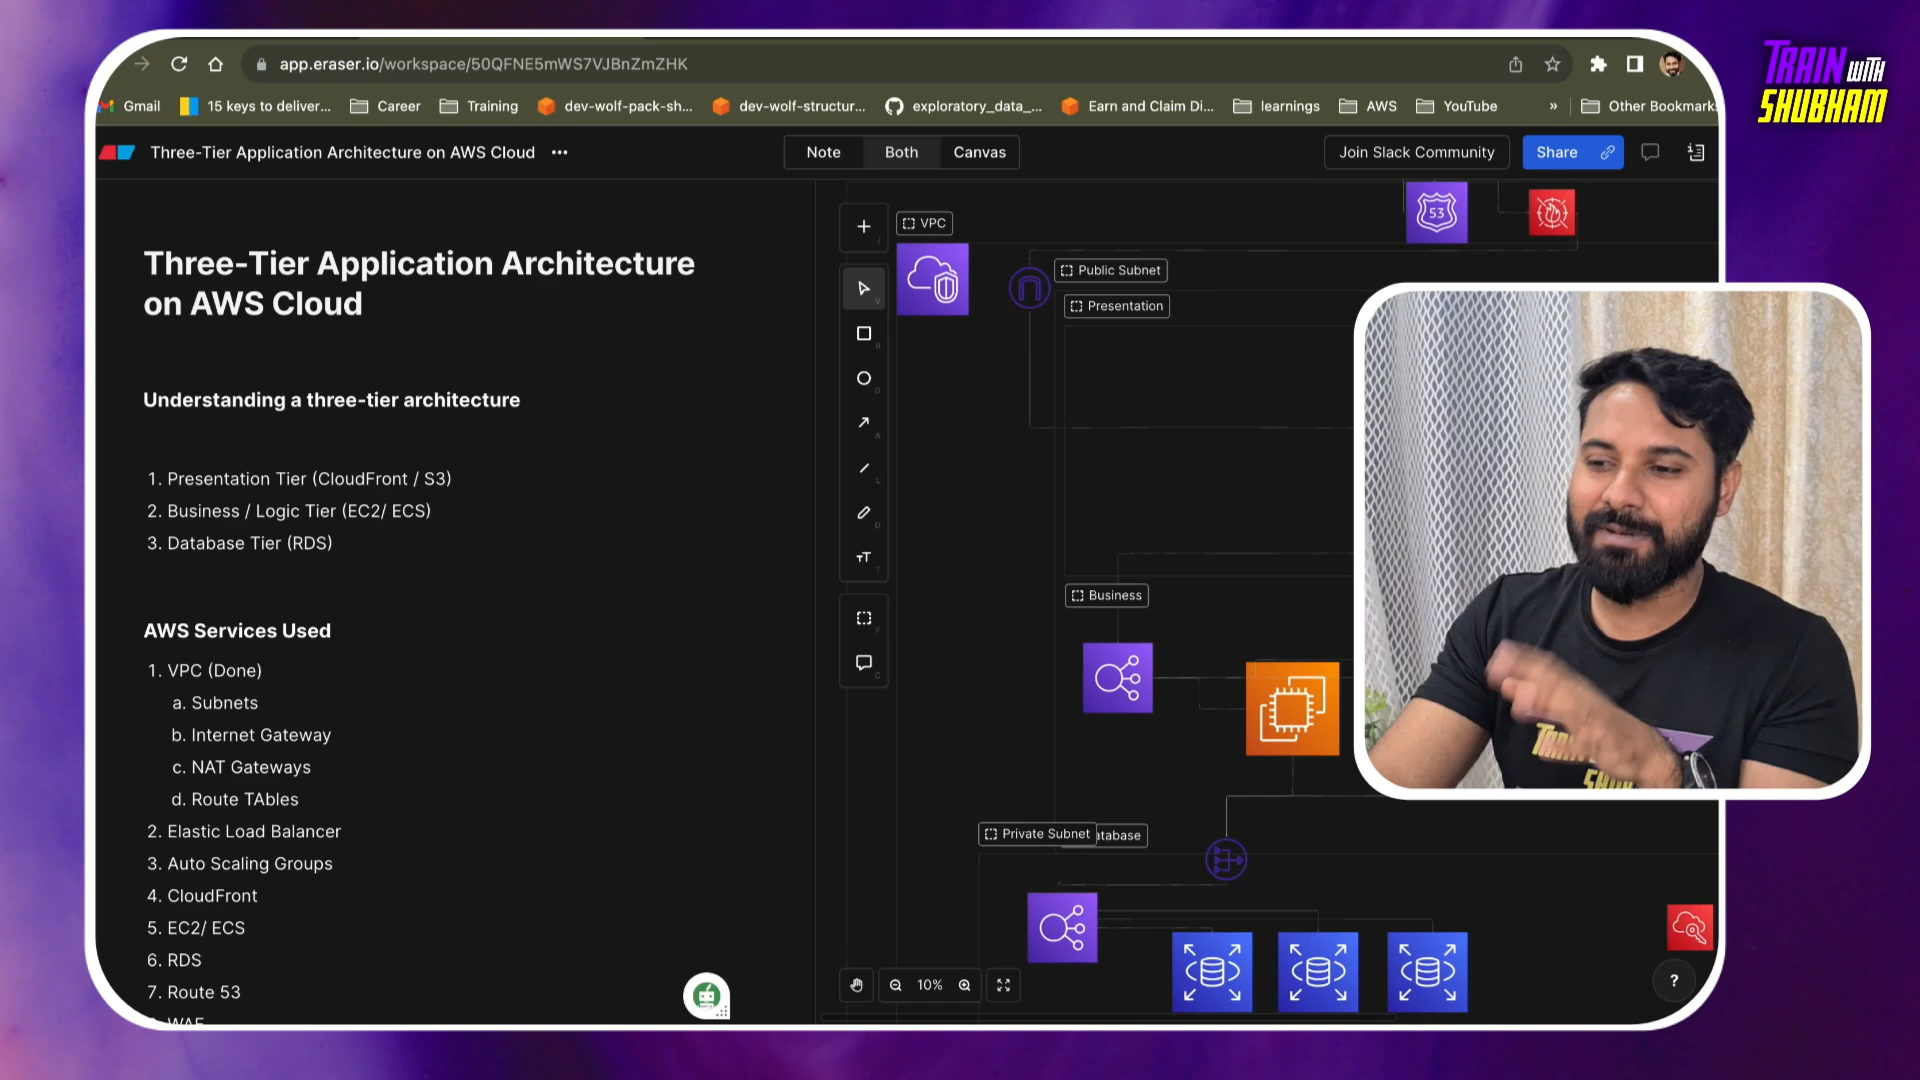 TRAIN WITH
SHUBHAM
app.eraser.io/workspace/50QFNE5mWS7VJBnZmZHK
Gmail
15 keys to deliver...
Career
Training
dev-wolf-pack-sh...
dev-wolf-structur...
exploratory_data_...
Earn and Claim Di...
learnings
AWS
YouTube
»
Other Bookmarks
Three-Tier Application Architecture on AWS Cloud
Note
Both
Canvas
Join Slack Community
Share
Three-Tier Application Architecture
on AWS Cloud
Understanding a three-tier architecture
1. Presentation Tier (CloudFront / S3)
2. Business / Logic Tier (EC2/ ECS)
3. Database Tier (RDS)
AWS Services Used
1. VPC (Done)
a. Subnets
b. Internet Gateway
c. NAT Gateways
d. Route TAbles
2. Elastic Load Balancer
3. Auto Scaling Groups
4. CloudFront
5. EC2/ ECS
6. RDS
7. Route 53
8. WAF
VPC
53
Public Subnet
Presentation
Business
Private Subnet
atabase
10%
?